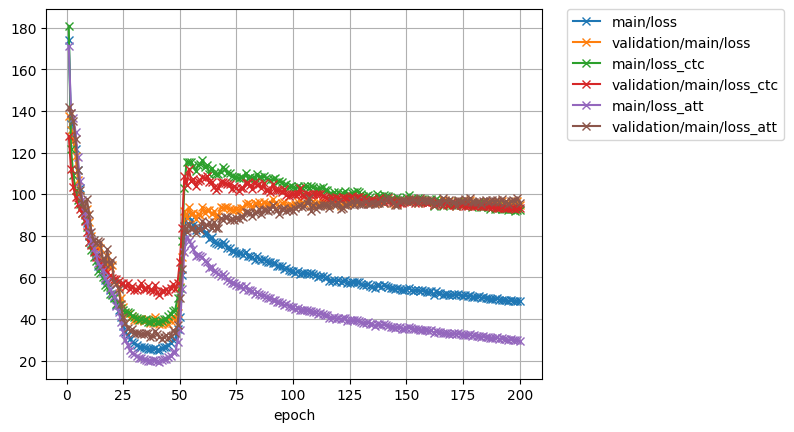 180
160
140
120
100
80
60
40
20
0 25 50 75 100 125 150 175 200
epoch
main/loss
validation/main/loss
main/loss_ctc
validation/main/loss_ctc
main/loss_att
validation/main/loss_att